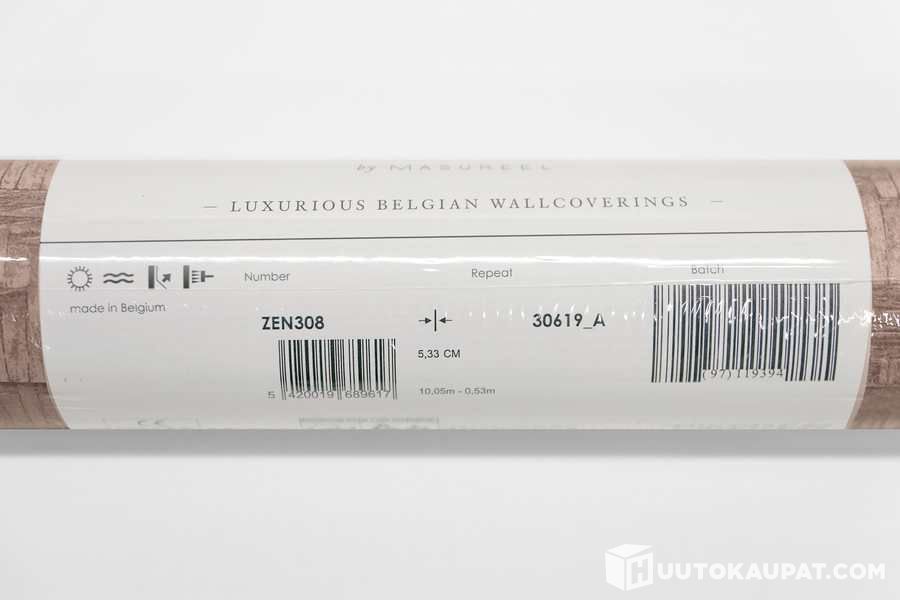 by MASUREEL
— LUXURIOUS BELGIAN WALLCOVERINGS —
Number
Repeat
Batch
made in Belgium
ZEN308
30619_A
5,33 CM
(97)119394
5 420019 689617
10,05m - 0,53m
CE
HUUTOKAUPAT.COM